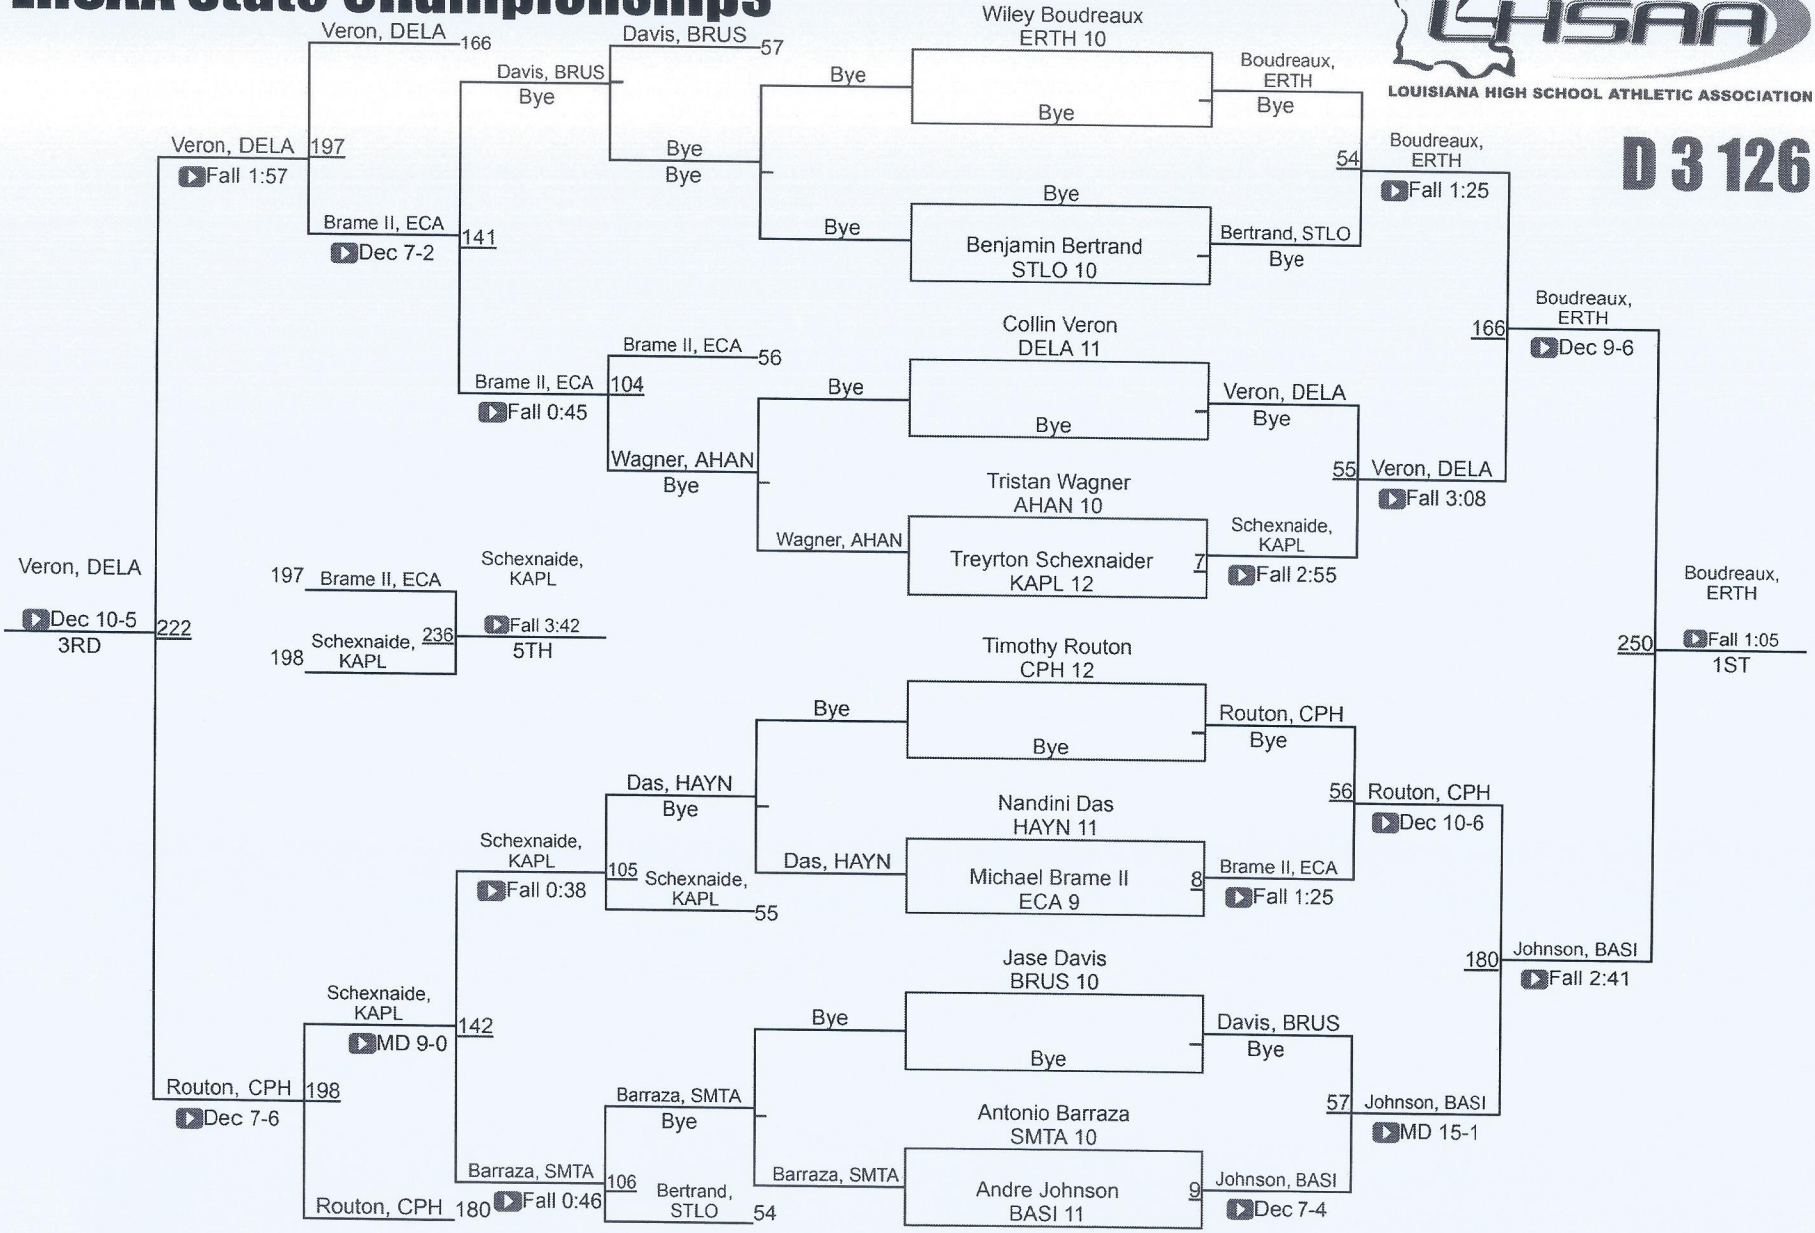 LHSAA State Championships
LHSAA
LOUISIANA HIGH SCHOOL ATHLETIC ASSOCIATION
D 3 126
Veron, DELA 166
Davis, BRUS 57
Wiley Boudreaux
ERTH 10
Davis, BRUS
Bye
Bye
Bye
Boudreaux,
ERTH
Bye
Veron, DELA 197
Fall 1:57
Bye
Bye
54
Boudreaux,
ERTH
Fall 1:25
Brame II, ECA
Dec 7-2
141
Bye
Bye
Benjamin Bertrand
STLO 10
Bertrand, STLO
Bye
Brame II, ECA 56
Collin Veron
DELA 11
166
Boudreaux,
ERTH
Dec 9-6
Brame II, ECA 104
Fall 0:45
Bye
Bye
Veron, DELA
Bye
Wagner, AHAN
Bye
Tristan Wagner
AHAN 10
55 Veron, DELA
Fall 3:08
Wagner, AHAN
Treyrton Schexnaider
KAPL 12
7
Schexnaide,
KAPL
Fall 2:55
Veron, DELA
Dec 10-5
3RD
222
197 Brame II, ECA
198 Schexnaide,
KAPL
236
Schexnaide,
KAPL
Fall 3:42
5TH
Boudreaux,
ERTH
250
Fall 1:05
1ST
Timothy Routon
CPH 12
Bye
Bye
Routon, CPH
Bye
Das, HAYN
Bye
Nandini Das
HAYN 11
56 Routon, CPH
Dec 10-6
Schexnaide,
KAPL
Fall 0:38
105
Schexnaide,
KAPL
55
Das, HAYN
Michael Brame II
ECA 9
8
Brame II, ECA
Fall 1:25
Jase Davis
BRUS 10
180
Johnson, BASI
Fall 2:41
Schexnaide,
KAPL
MD 9-0
142
Bye
Bye
Davis, BRUS
Bye
Routon, CPH 198
Dec 7-6
Barraza, SMTA
Bye
Antonio Barraza
SMTA 10
57 Johnson, BASI
MD 15-1
Barraza, SMTA
Fall 0:46
106
Bertrand,
STLO
54
Barraza, SMTA
Andre Johnson
BASI 11
9
Johnson, BASI
Dec 7-4
Routon, CPH 180